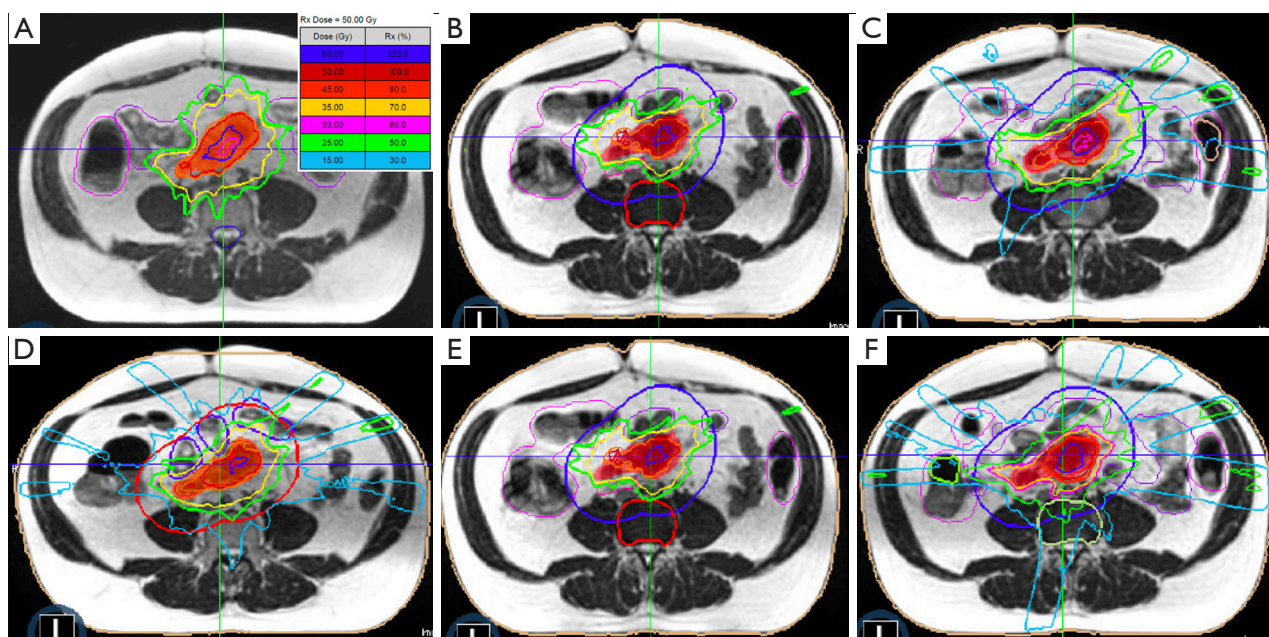 A
Rx Dose = 50.00 Gy
Dose (Gy) Rx (%)
60.00 120.0
50.00 100.0
45.00 90.0
35.00 70.0
33.00 66.0
25.00 50.0
15.00 30.0
B
C
R
D
R
E
F